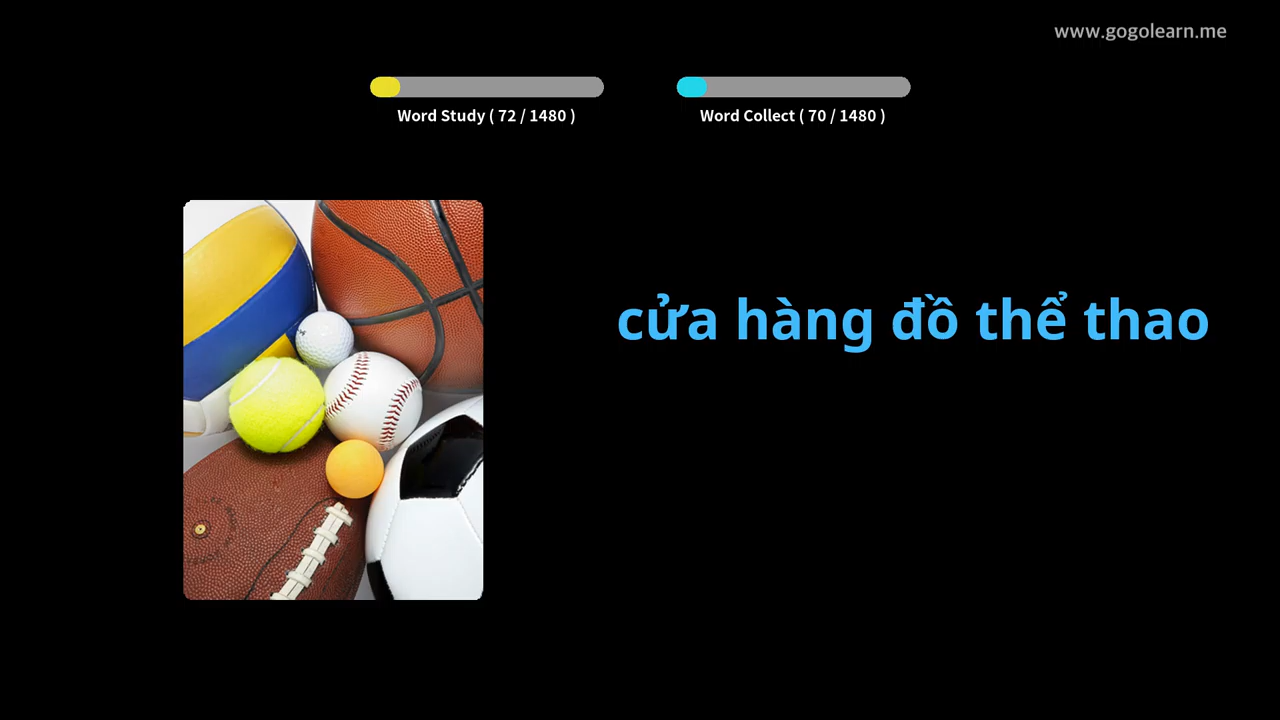 www.gogolearn.me
Word Study ( 72 / 1480 )
Word Collect ( 70 / 1480 )
cửa hàng đồ thể thao